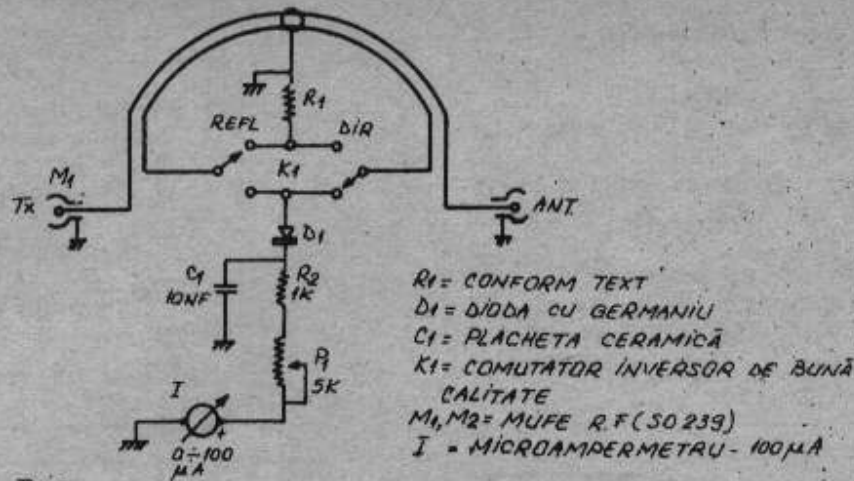 R1
REFL
DIR
M1
K1
Tx
ANT.
D1
C1
10NF
R2
1K
P1
5K
I
+
0÷100
µA
R1 = CONFORM TEXT
D1 = DIODA CU GERMANIU
C1 = PLACHETA CERAMICĂ
K1 = COMUTATOR INVERSOR DE BUNĂ
CALITATE
M1, M2 = MUFE R.F (SO 239)
I = MICROAMPERMETRU - 100µA